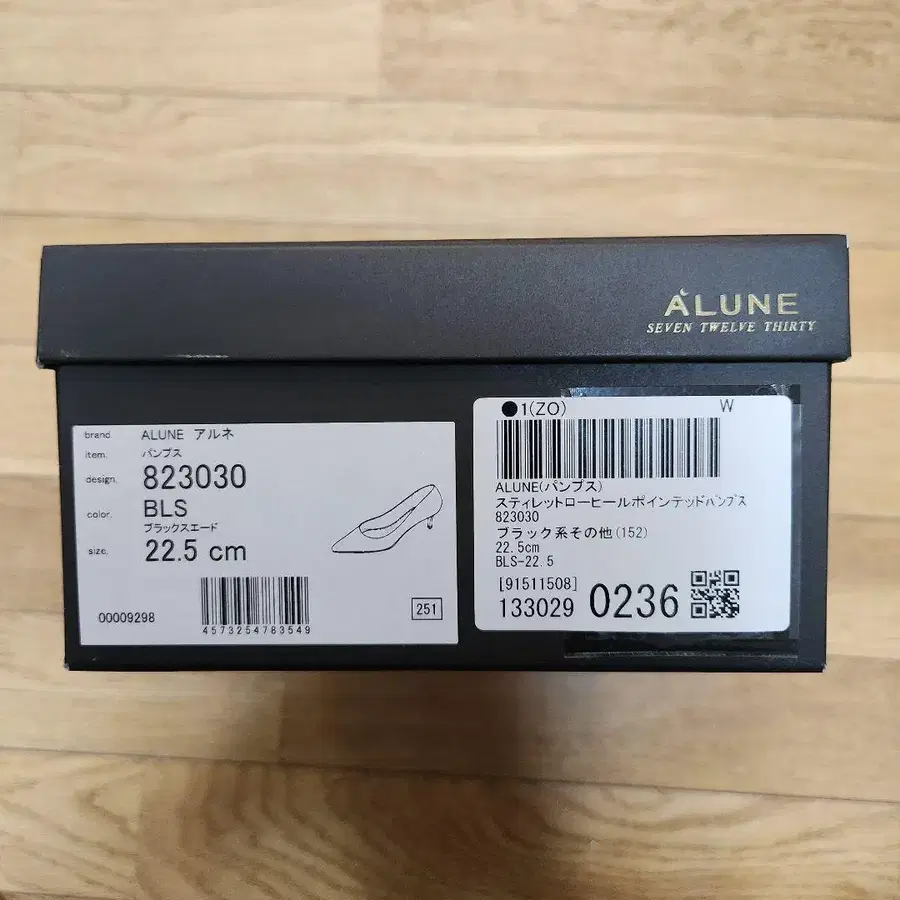 ALUNE
SEVEN TWELVE THIRTY
brand. ALUNE アルネ
item. パンプス
design. 823030
color. BLS
ブラックスエード
size. 22.5 cm
00009298
4573254783549
251
●1(ZO) W
ALUNE(パンプス)
スティレットローヒールポインテッドパンプス
823030
ブラック系その他(152)
22.5cm
BLS-22.5
[91511508]
133029 0236